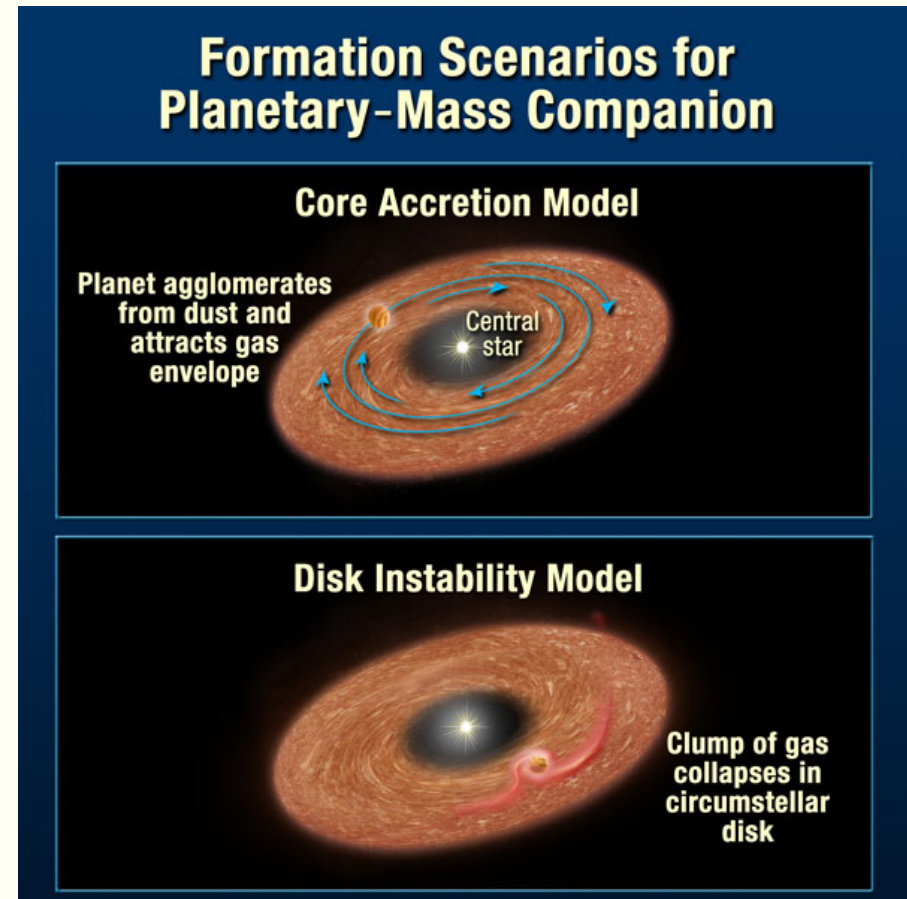 Formation Scenarios for
Planetary-Mass Companion
Core Accretion Model
Planet agglomerates
from dust and
attracts gas
envelope
Central
star
Disk Instability Model
Clump of gas
collapses in
circumstellar
disk